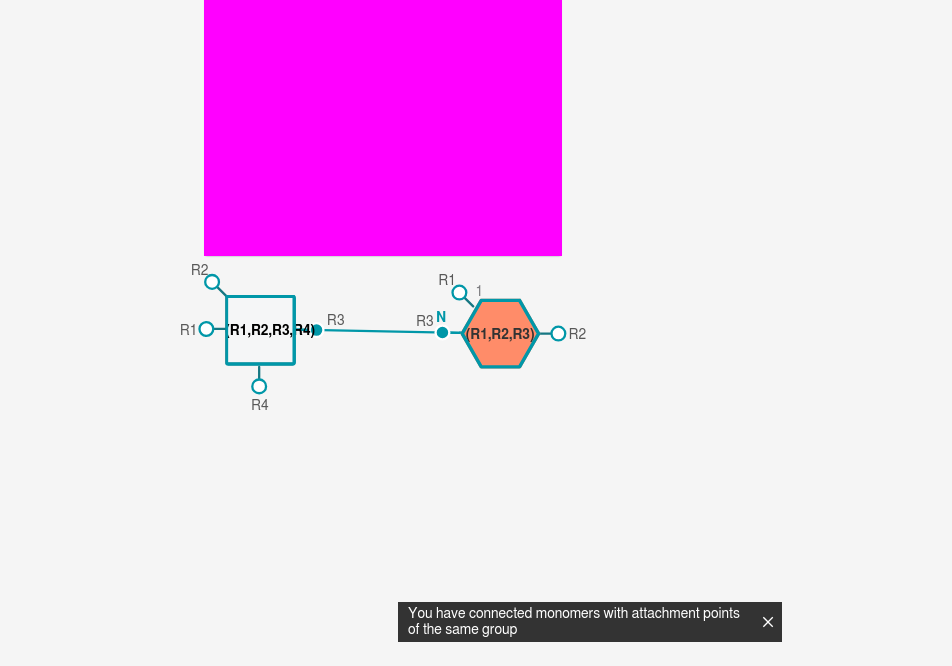 R2
R1
(R1,R2,R3,R4)
R3
R4
R1
1
R3
N
(R1,R2,R3)
R2
You have connected monomers with attachment points
of the same group